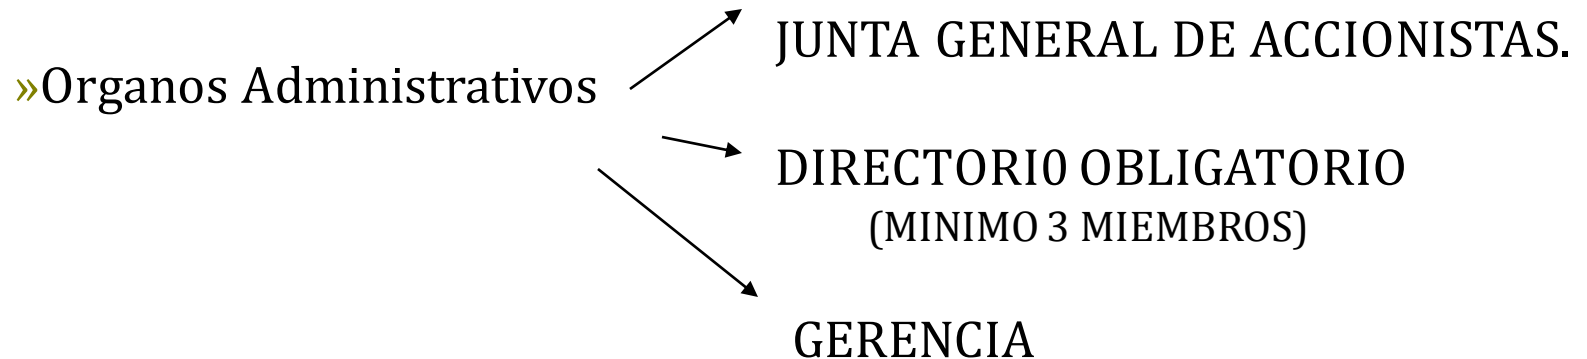 JUNTA GENERAL DE ACCIONISTAS.
»Organos Administrativos
DIRECTORI0 OBLIGATORIO
(MINIMO 3 MIEMBROS)
GERENCIA